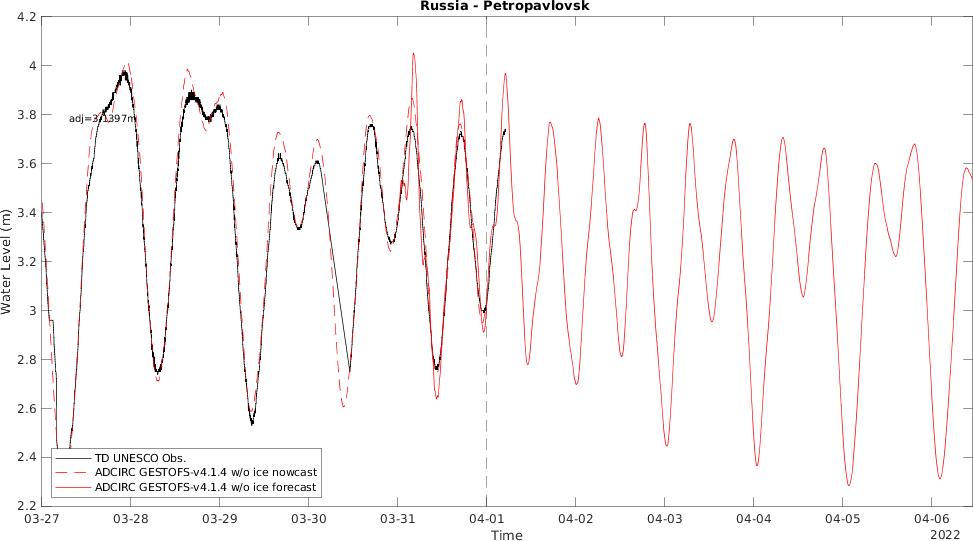 Russia - Petropavlovsk
4.2
4
3.8
3.6
3.4
3.2
3
2.8
2.6
2.4
2.2
Water Level (m)
adj=3.1397m
TD UNESCO Obs.
ADCIRC GESTOFS-v4.1.4 w/o ice nowcast
ADCIRC GESTOFS-v4.1.4 w/o ice forecast
03-27 03-28 03-29 03-30 03-31 04-01 04-02 04-03 04-04 04-05 04-06
Time
2022